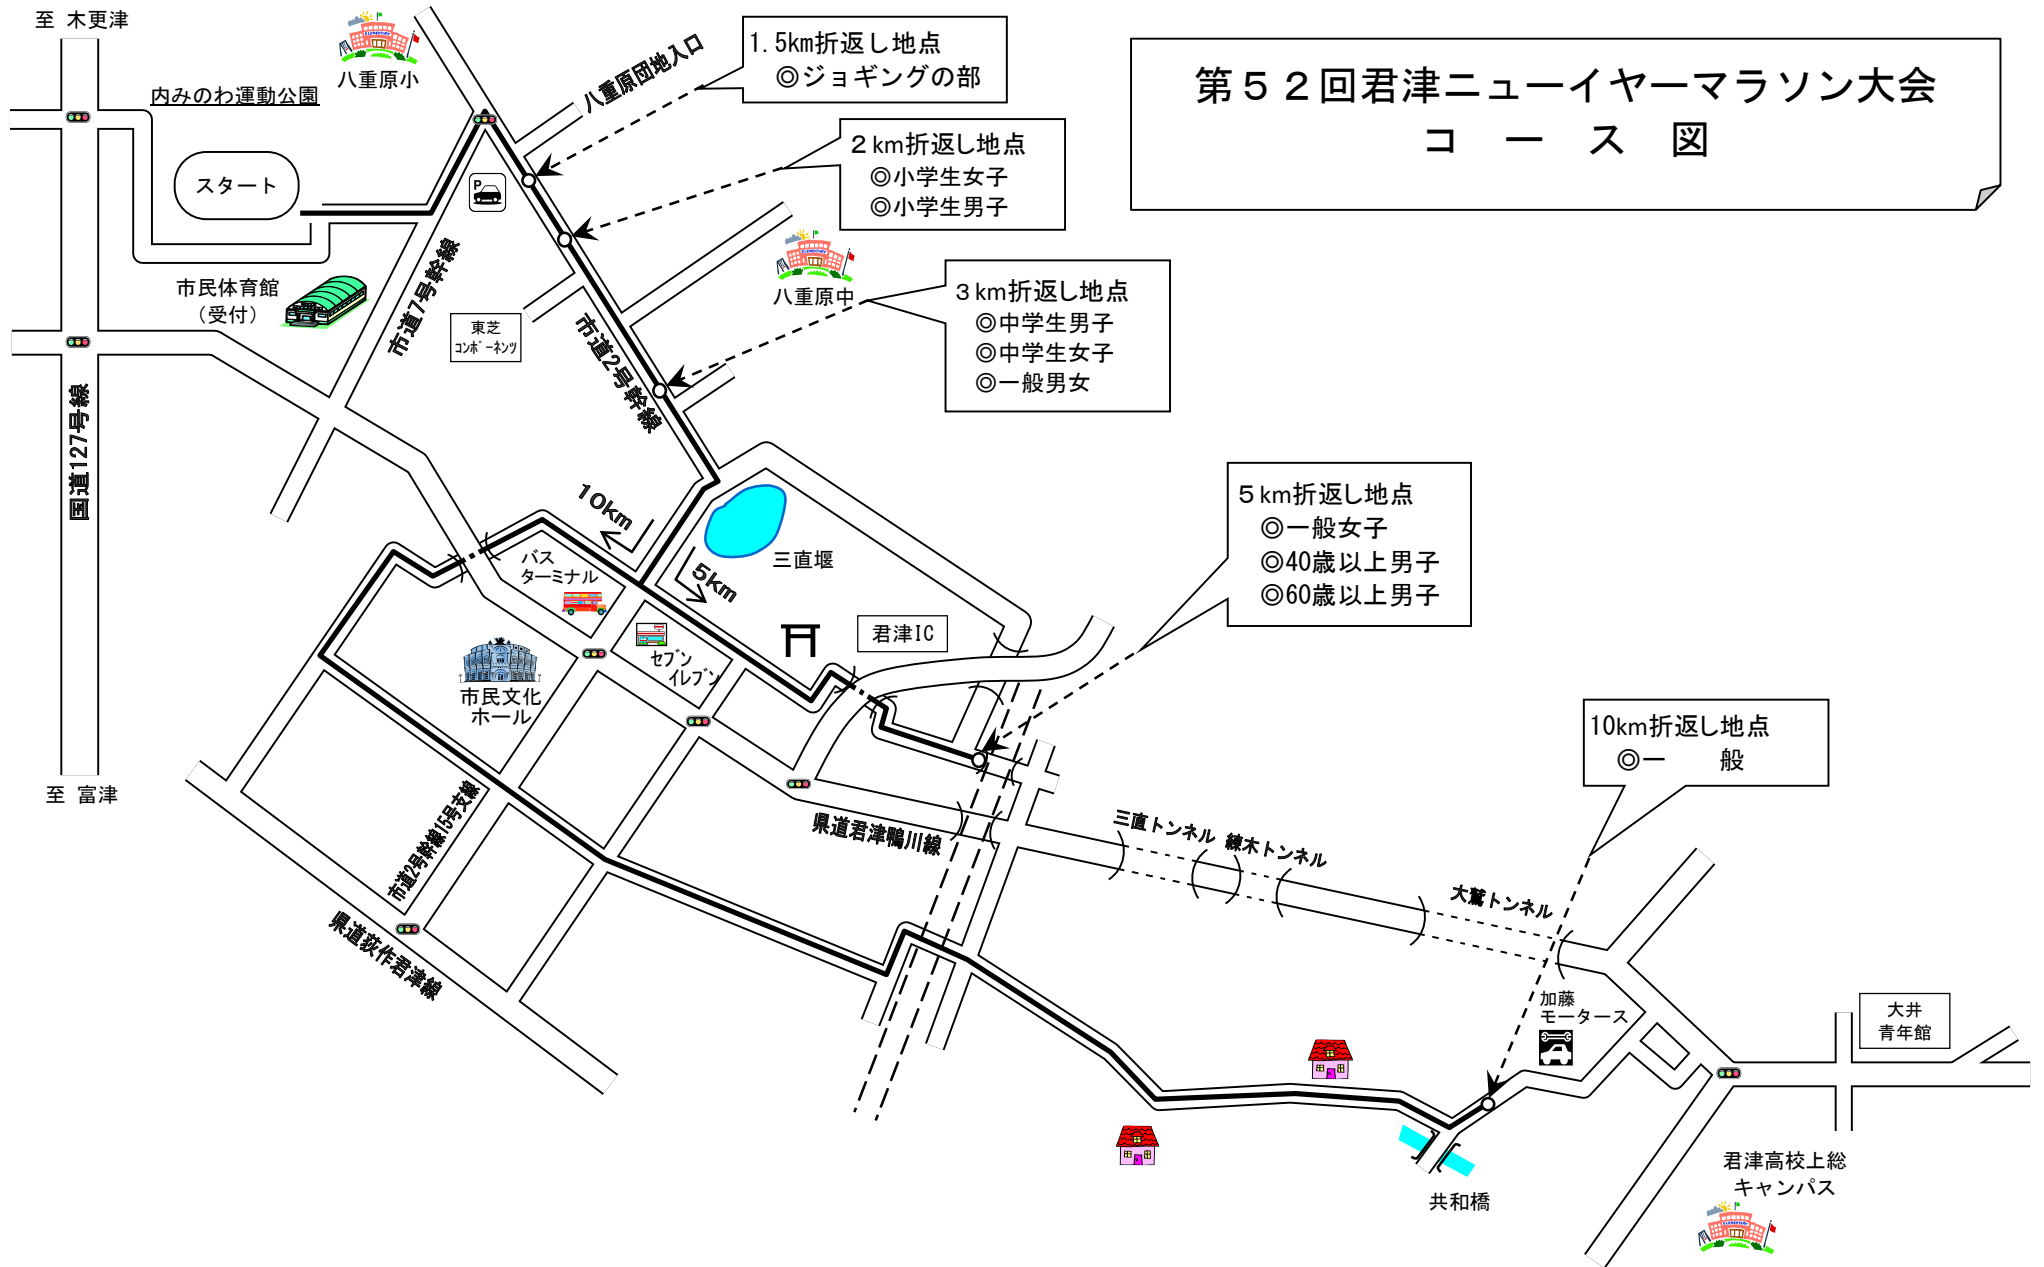 第５２回君津ニューイヤーマラソン大会
コース図
至 木更津
八重原小
内みのわ運動公園
スタート
八重原団地入口
1.5km折返し地点
◎ジョギングの部
２km折返し地点
◎小学生女子
◎小学生男子
P
市民体育館
（受付）
市道7号幹線
東芝
コンポーネンツ
市道2号幹線
八重原中
３km折返し地点
◎中学生男子
◎中学生女子
◎一般男女
国道127号線
10km
5km
三直堰
バス
ターミナル
セブン
イレブン
君津IC
５km折返し地点
◎一般女子
◎40歳以上男子
◎60歳以上男子
市民文化
ホール
至 富津
市道2号幹線15号支線
県道荻作君津線
県道君津鴨川線
三直トンネル
練木トンネル
大鷲トンネル
10km折返し地点
◎一　　般
加藤
モータース
大井
青年館
共和橋
君津高校上総
キャンパス